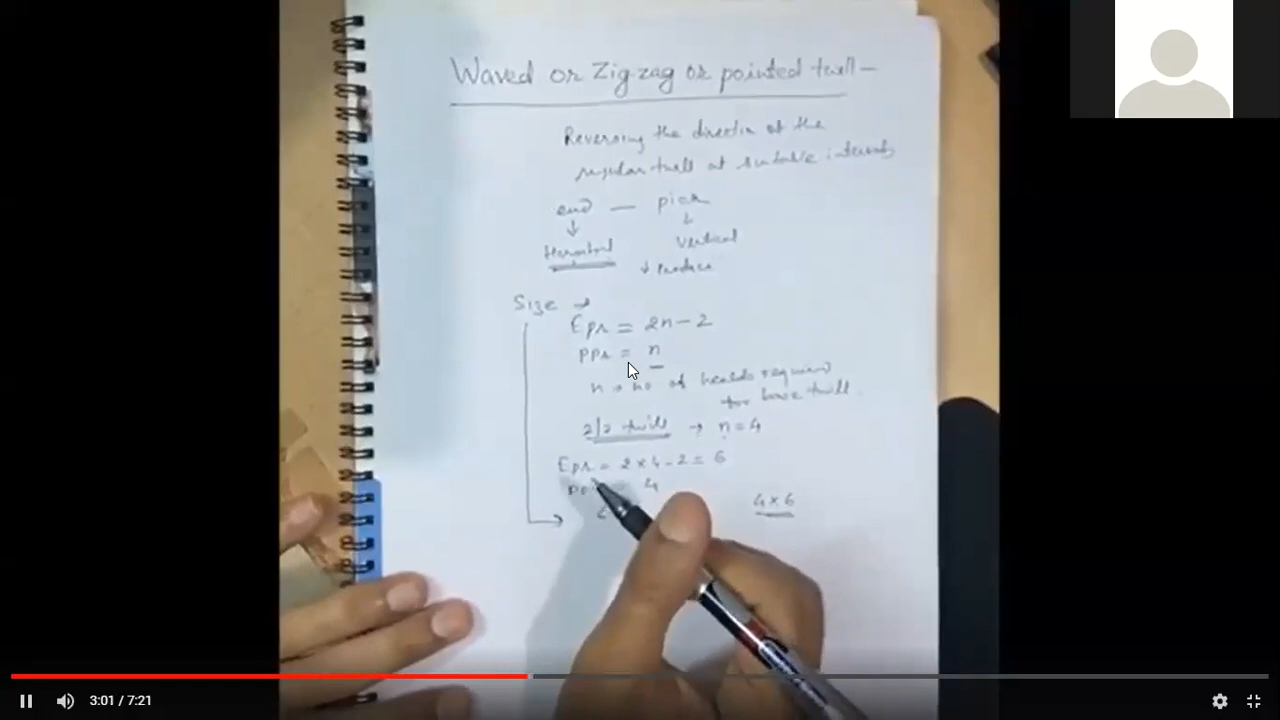 Waved or Zig-zag or pointed twill —
Reversing the direction of the
regular twill at suitable intervals
end — pick
↓ ↓
Horizontal Vertical
↓ Produce
Size →
Epr = 2n - 2
ppr = n
n → no of healds required
for base twill.
2/2 twill → n = 4
Epr = 2 x 4 - 2 = 6
4
4 x 6
3:01 / 7:21